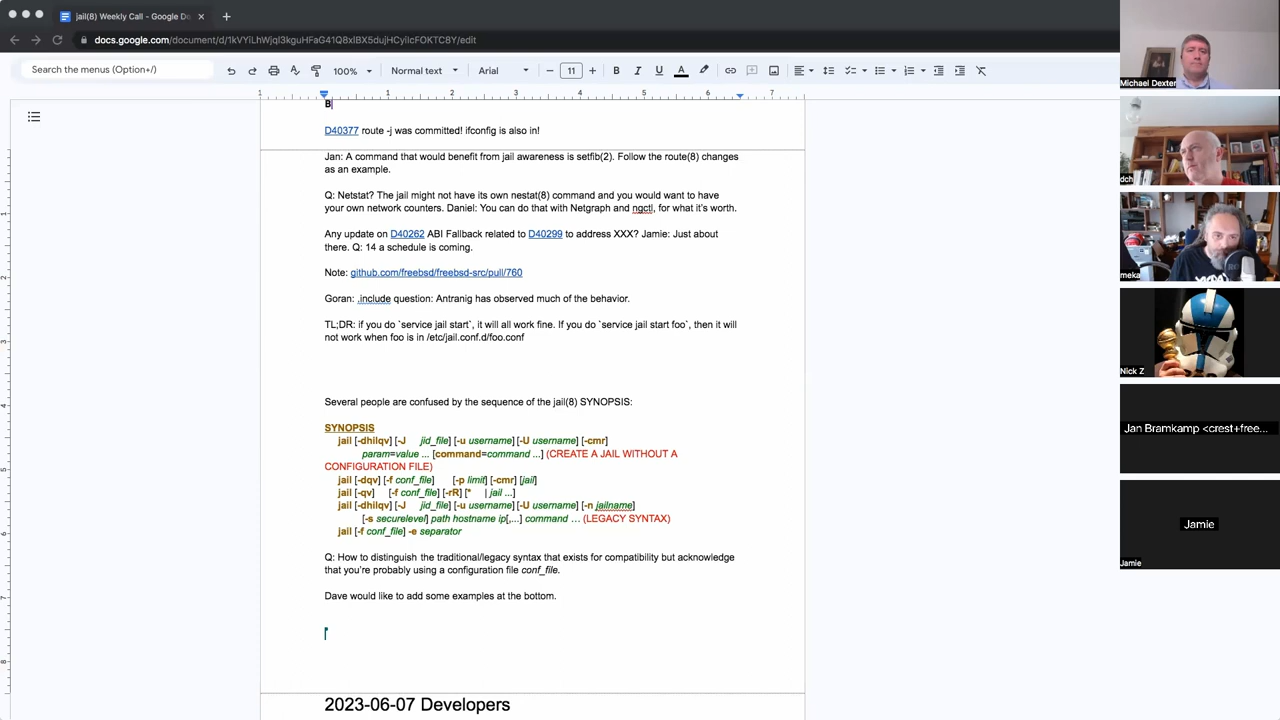 jail(8) Weekly Call - Google Do
docs.google.com/document/d/1kVYiLhWjqI3kguHFaG41Q8xIBX5dujHCyiIcFOKTC8Y/edit
Search the menus (Option+/)
100%
Normal text
Arial
11
1 1 2 3 4 5 6 7
B
D40377 route -j was committed! ifconfig is also in!
Jan: A command that would benefit from jail awareness is setfib(2). Follow the route(8) changes
as an example.
Q: Netstat? The jail might not have its own nestat(8) command and you would want to have
your own network counters. Daniel: You can do that with Netgraph and ngctl, for what it's worth.
Any update on D40262 ABI Fallback related to D40299 to address XXX? Jamie: Just about
there. Q: 14 a schedule is coming.
Note: github.com/freebsd/freebsd-src/pull/760
Goran: .include question: Antranig has observed much of the behavior.
TL;DR: if you do `service jail start`, it will all work fine. If you do `service jail start foo`, then it will
not work when foo is in /etc/jail.conf.d/foo.conf
Several people are confused by the sequence of the jail(8) SYNOPSIS:
SYNOPSIS
jail [-dhilqv] [-J jid_file] [-u username] [-U username] [-cmr]
param=value ... [command=command ...] (CREATE A JAIL WITHOUT A
CONFIGURATION FILE)
jail [-dqv] [-f conf_file] [-p limit] [-cmr] [jail]
jail [-qv] [-f conf_file] [-rR] [* | jail ...]
jail [-dhilqv] [-J jid_file] [-u username] [-U username] [-n jailname]
[-s securelevel] path hostname ip[,...] command ... (LEGACY SYNTAX)
jail [-f conf_file] -e separator
Q: How to distinguish the traditional/legacy syntax that exists for compatibility but acknowledge
that you're probably using a configuration file conf_file.
Dave would like to add some examples at the bottom.
2023-06-07 Developers
Michael Dexter
dch
meka
Nick Z
Jan Bramkamp <crest+free...
Jamie
Jamie